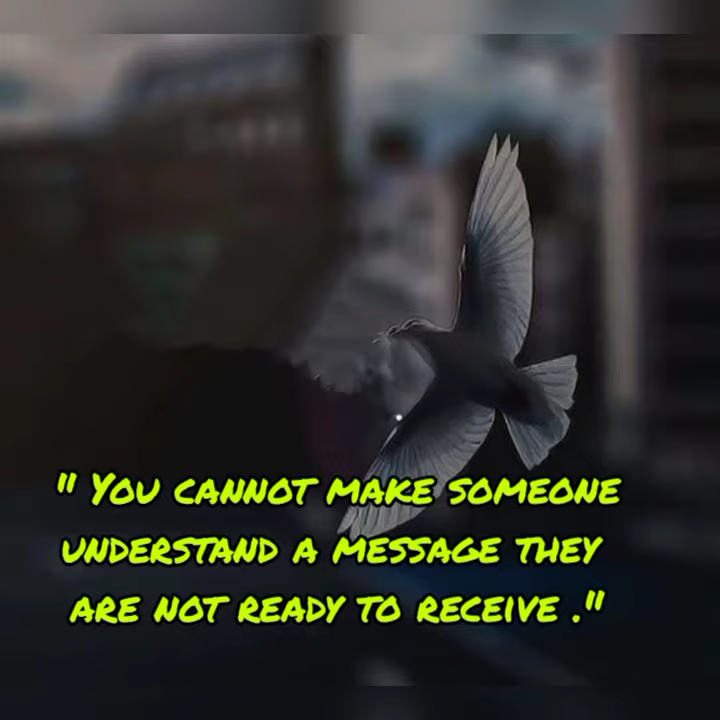 " You cannot make someone
understand a message they
are not ready to receive ."